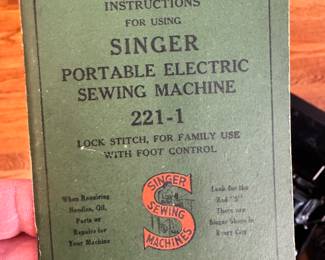 INSTRUCTIONS
FOR USING
SINGER
PORTABLE ELECTRIC
SEWING MACHINE
221-1
LOCK STITCH, FOR FAMILY USE
WITH FOOT CONTROL
When Requiring
Needles, Oil,
Parts or
Repairs for
Your Machine
SINGER
SEWING
MACHINES
Look for the
Red "S"
There are
Singer Shops in
Every City